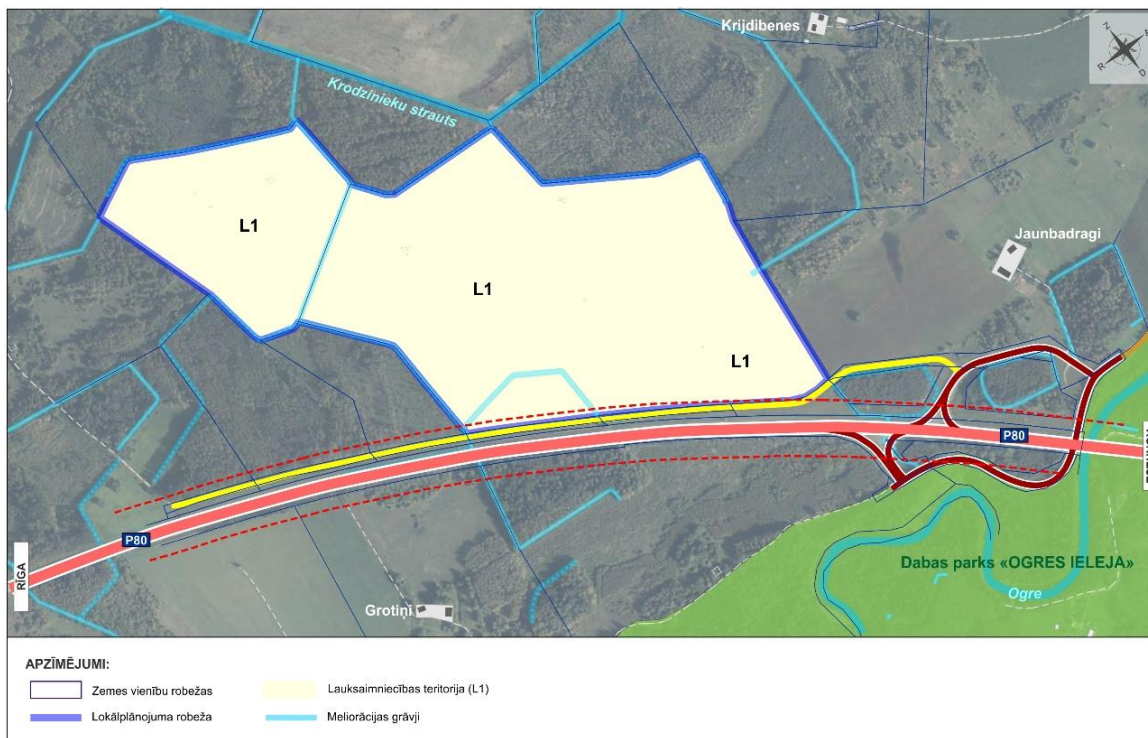 Krijdibenes
Z
A
R
D
Krodzinieku strauts
L1
Jaunbadragi
L1
L1
P80
P80
Dabas parks «OGRES IELEJA»
RĪGA
Ogre
Grotiņi
APZĪMĒJUMI:
Zemes vienību robežas
Lauksaimniecības teritorija (L1)
Lokālplānojuma robeža
Meliorācijas grāvji